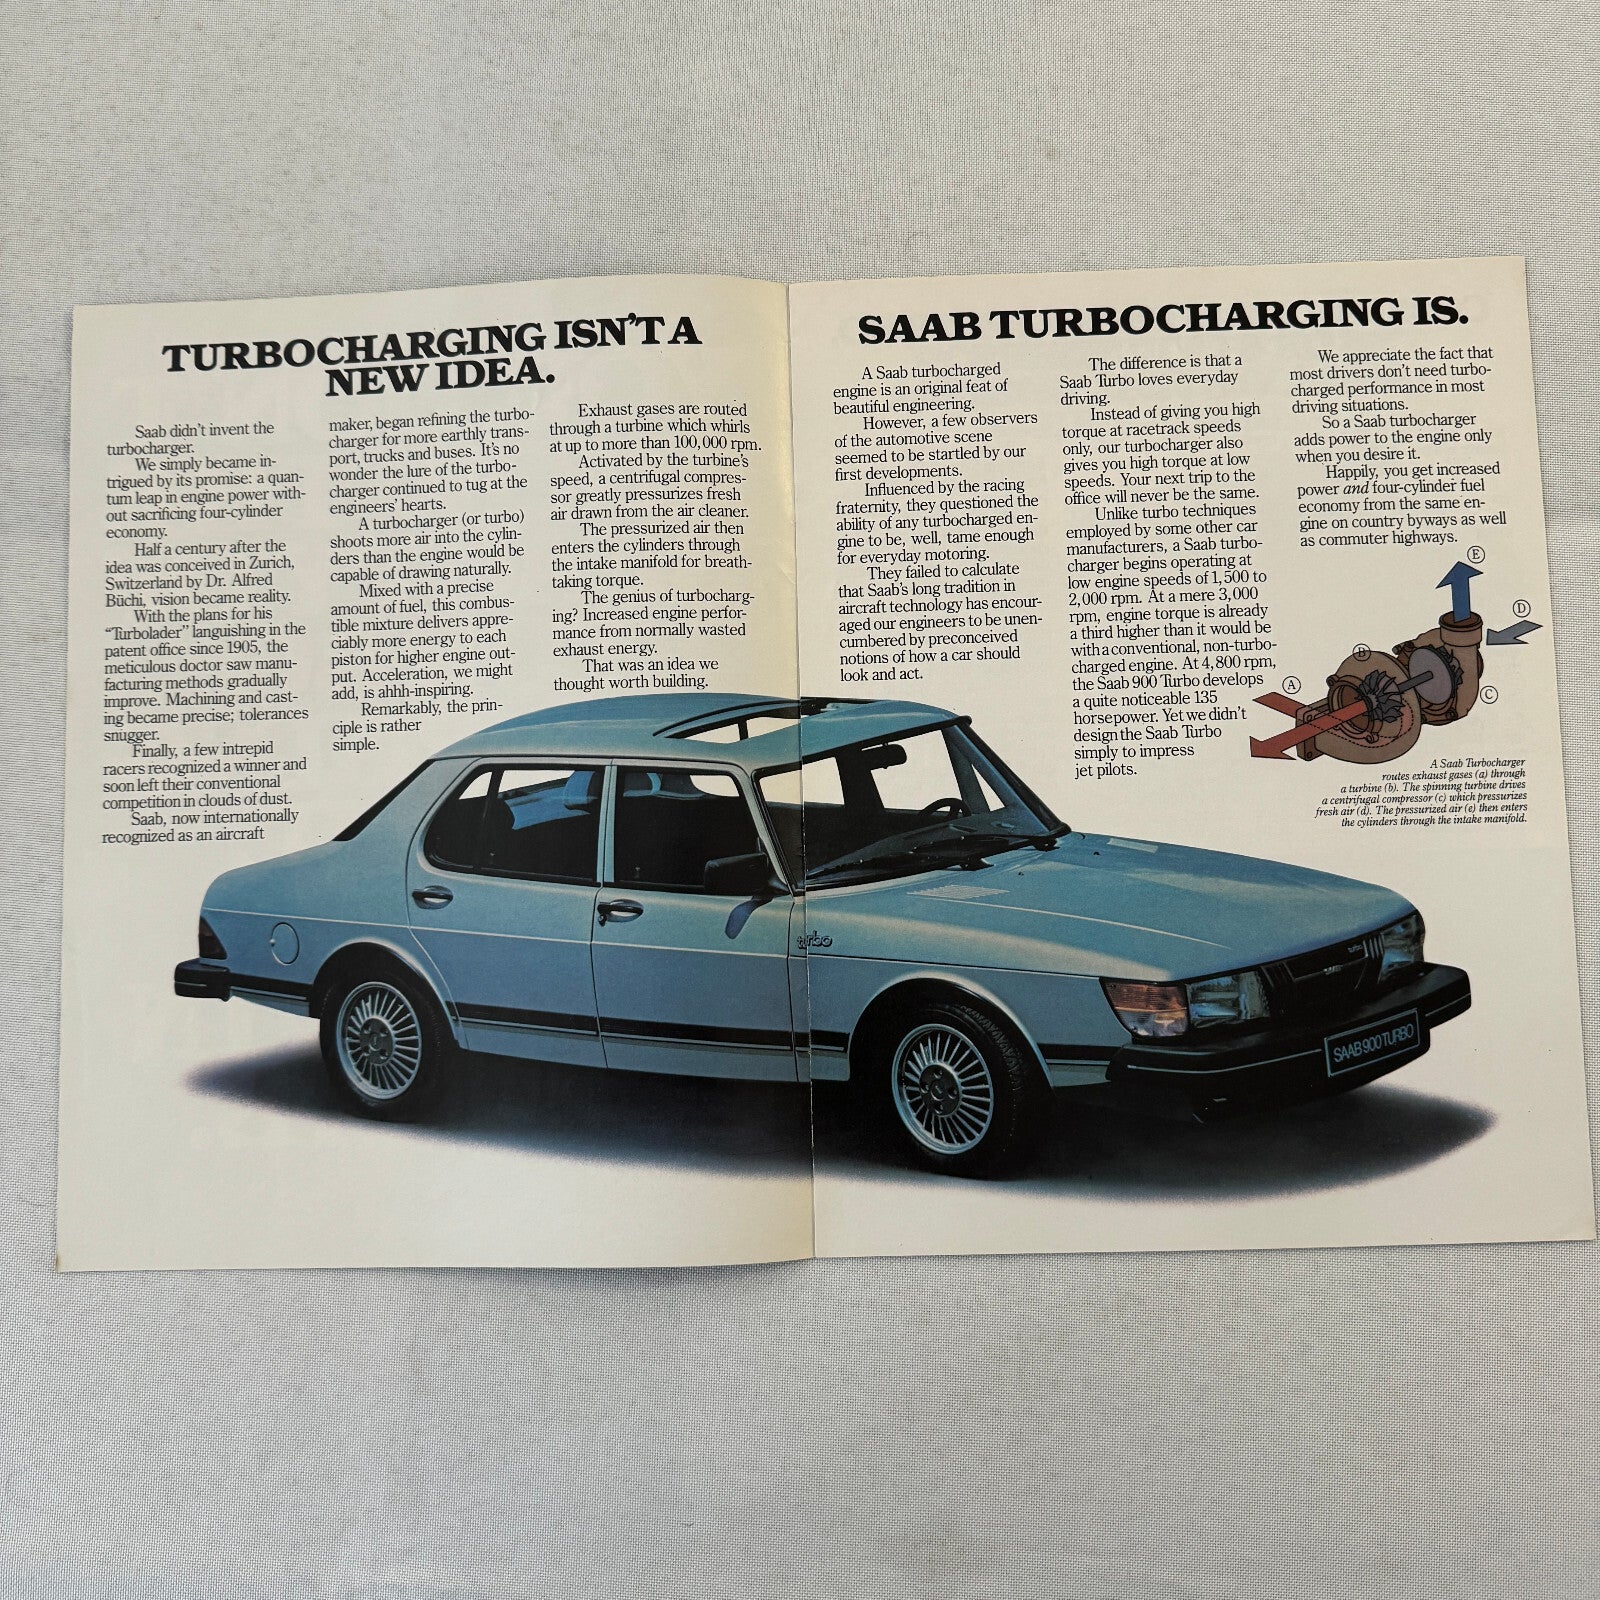 TURBOCHARGING ISN'T A
NEW IDEA.
Saab didn't invent the
turbocharger.
We simply became in-
trigued by its promise: a quan-
tum leap in engine power with-
out sacrificing four-cylinder
economy.
Half a century after the
idea was conceived in Zurich,
Switzerland by Dr. Alfred
Büchi, vision became reality.
With the plans for his
"Turbolader" languishing in the
patent office since 1905, the
meticulous doctor saw manu-
facturing methods gradually
improve. Machining and cast-
ing became precise; tolerances
snugger.
Finally, a few intrepid
racers recognized a winner and
soon left their conventional
competition in clouds of dust.
Saab, now internationally
recognized as an aircraft
maker, began refining the turbo-
charger for more earthly trans-
port, trucks and buses. It's no
wonder the lure of the turbo-
charger continued to tug at the
engineers' hearts.
A turbocharger (or turbo)
shoots more air into the cylin-
ders than the engine would be
capable of drawing naturally.
Mixed with a precise
amount of fuel, this combus-
tible mixture delivers appre-
ciably more energy to each
piston for higher engine out-
put. Acceleration, we might
add, is ahhh-inspiring.
Remarkably, the prin-
ciple is rather
simple.
Exhaust gases are routed
through a turbine which whirls
at up to more than 100,000 rpm.
Activated by the turbine's
speed, a centrifugal compres-
sor greatly pressurizes fresh
air drawn from the air cleaner.
The pressurized air then
enters the cylinders through
the intake manifold for breath-
taking torque.
The genius of turbocharg-
ing? Increased engine perfor-
mance from normally wasted
exhaust energy.
That was an idea we
thought worth building.
SAAB TURBOCHARGING IS.
A Saab turbocharged
engine is an original feat of
beautiful engineering.
However, a few observers
of the automotive scene
seemed to be startled by our
first developments.
Influenced by the racing
fraternity, they questioned the
ability of any turbocharged en-
gine to be, well, tame enough
for everyday motoring.
They failed to calculate
that Saab's long tradition in
aircraft technology has encour-
aged our engineers to be unen-
cumbered by preconceived
notions of how a car should
look and act.
The difference is that a
Saab Turbo loves everyday
driving.
Instead of giving you high
torque at racetrack speeds
only, our turbocharger also
gives you high torque at low
speeds. Your next trip to the
office will never be the same.
Unlike turbo techniques
employed by some other car
manufacturers, a Saab turbo-
charger begins operating at
low engine speeds of 1,500 to
2,000 rpm. At a mere 3,000
rpm, engine torque is already
a third higher than it would be
with a conventional, non-turbo-
charged engine. At 4,800 rpm,
the Saab 900 Turbo develops
a quite noticeable 135
horsepower. Yet we didn't
design the Saab Turbo
simply to impress
jet pilots.
We appreciate the fact that
most drivers don't need turbo-
charged performance in most
driving situations.
So a Saab turbocharger
adds power to the engine only
when you desire it.
Happily, you get increased
power and four-cylinder fuel
economy from the same en-
gine on country byways as well
as commuter highways.
E
D
B
A
C
A Saab Turbocharger
routes exhaust gases (a) through
a turbine (b). The spinning turbine drives
a centrifugal compressor (c) which pressurizes
fresh air (d). The pressurized air (e) then enters
the cylinders through the intake manifold.
turbo
SAAB 900 TURBO